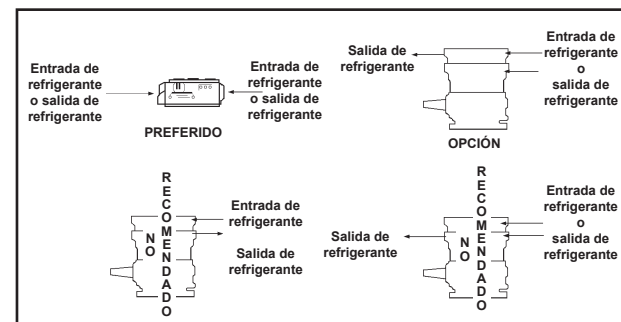 Entrada de
refrigerante
o salida de
refrigerante
Entrada de
refrigerante
o salida de
refrigerante
PREFERIDO
Salida de
refrigerante
Entrada de
refrigerante
o
salida de
refrigerante
OPCIÓN
NO
RECOMENDADO
Entrada de
refrigerante
Salida de
refrigerante
Salida de
refrigerante
NO
RECOMENDADO
Entrada de
refrigerante
o
salida de
refrigerante